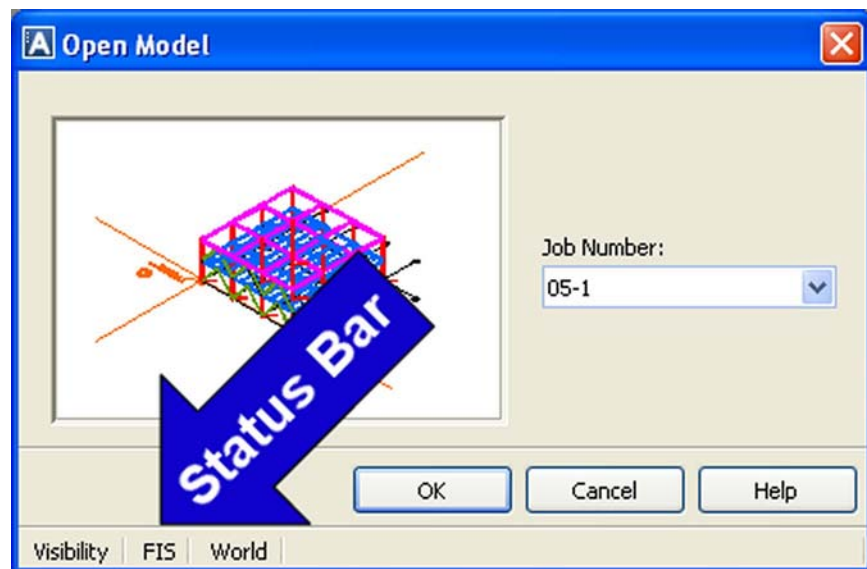 Open Model
Job Number:
05-1
Status Bar
OK Cancel Help
Visibility FIS World